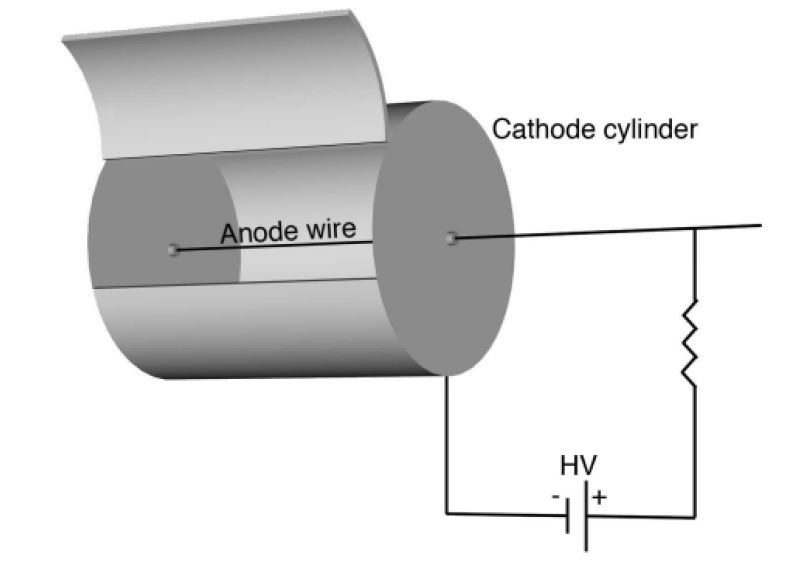 Cathode cylinder
Anode wire
HV
- +